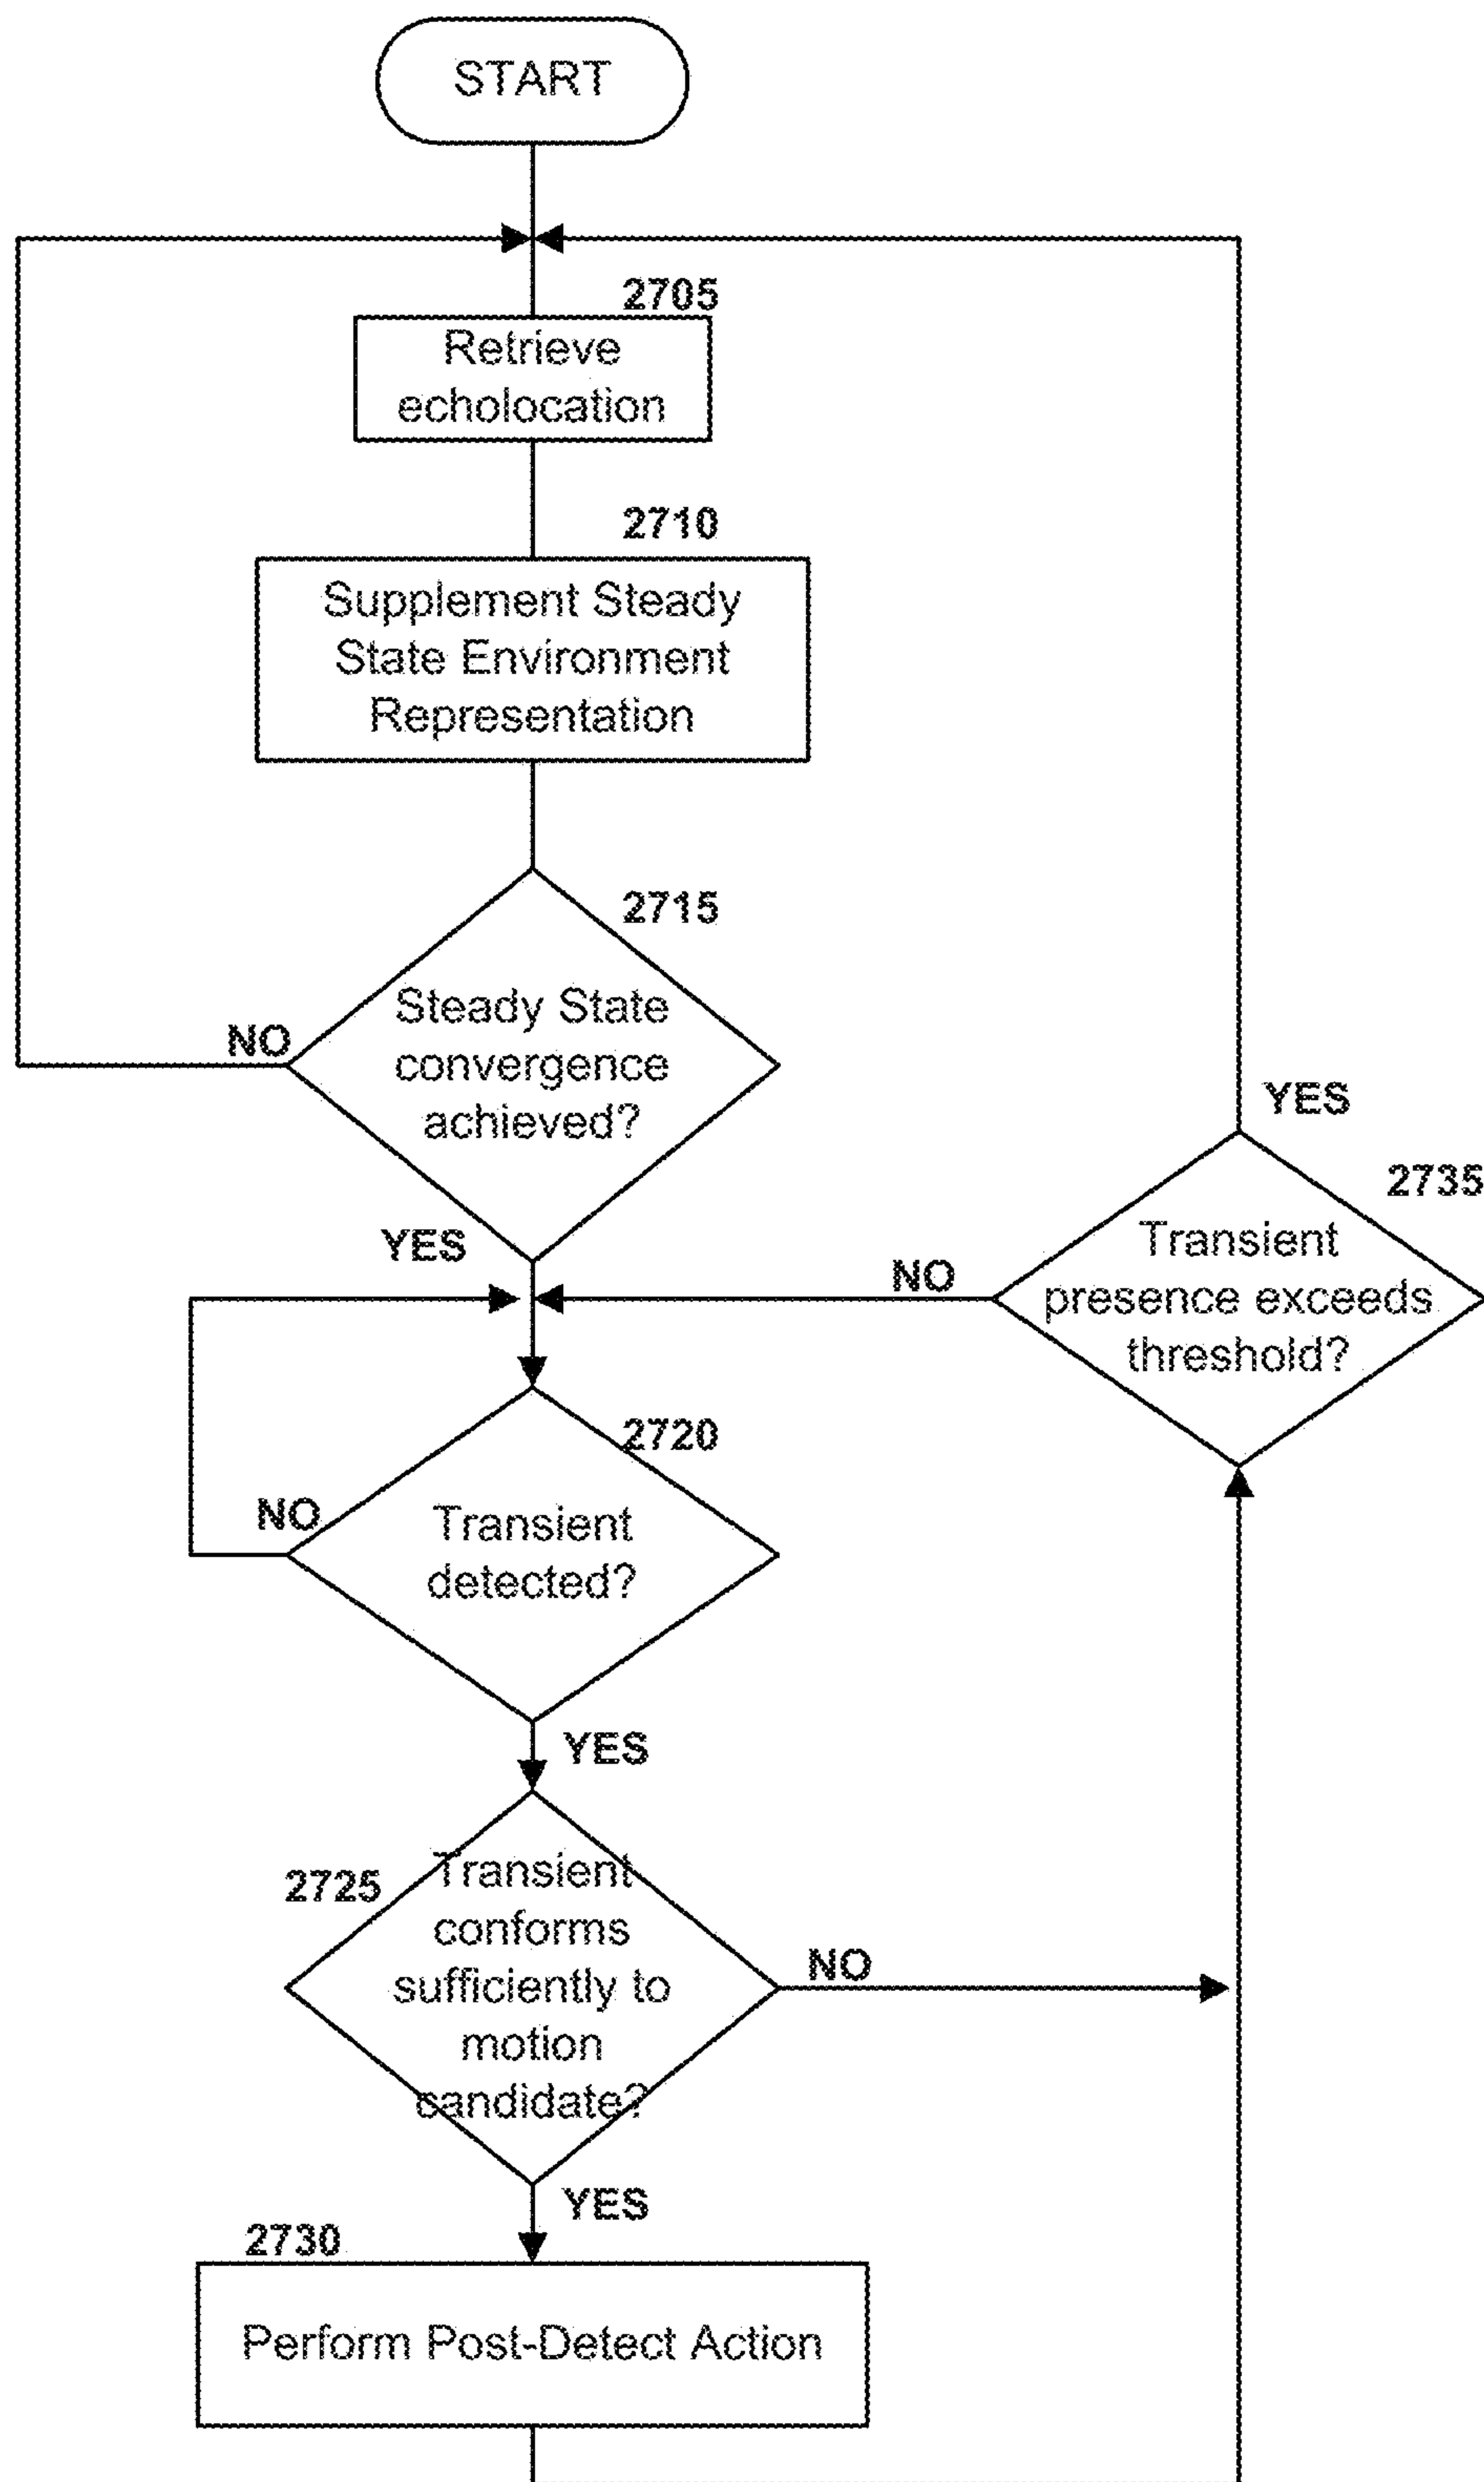 START
2705
Retrieve
echolocation
2710
Supplement Steady
State Environment
Representation
2715
Steady State
convergence
achieved?
NO
YES
YES
2735
Transient
presence exceeds
threshold?
NO
2720
Transient
detected?
NO
YES
2725
Transient
conforms
sufficiently to
motion
candidate?
NO
YES
2730
Perform Post-Detect Action